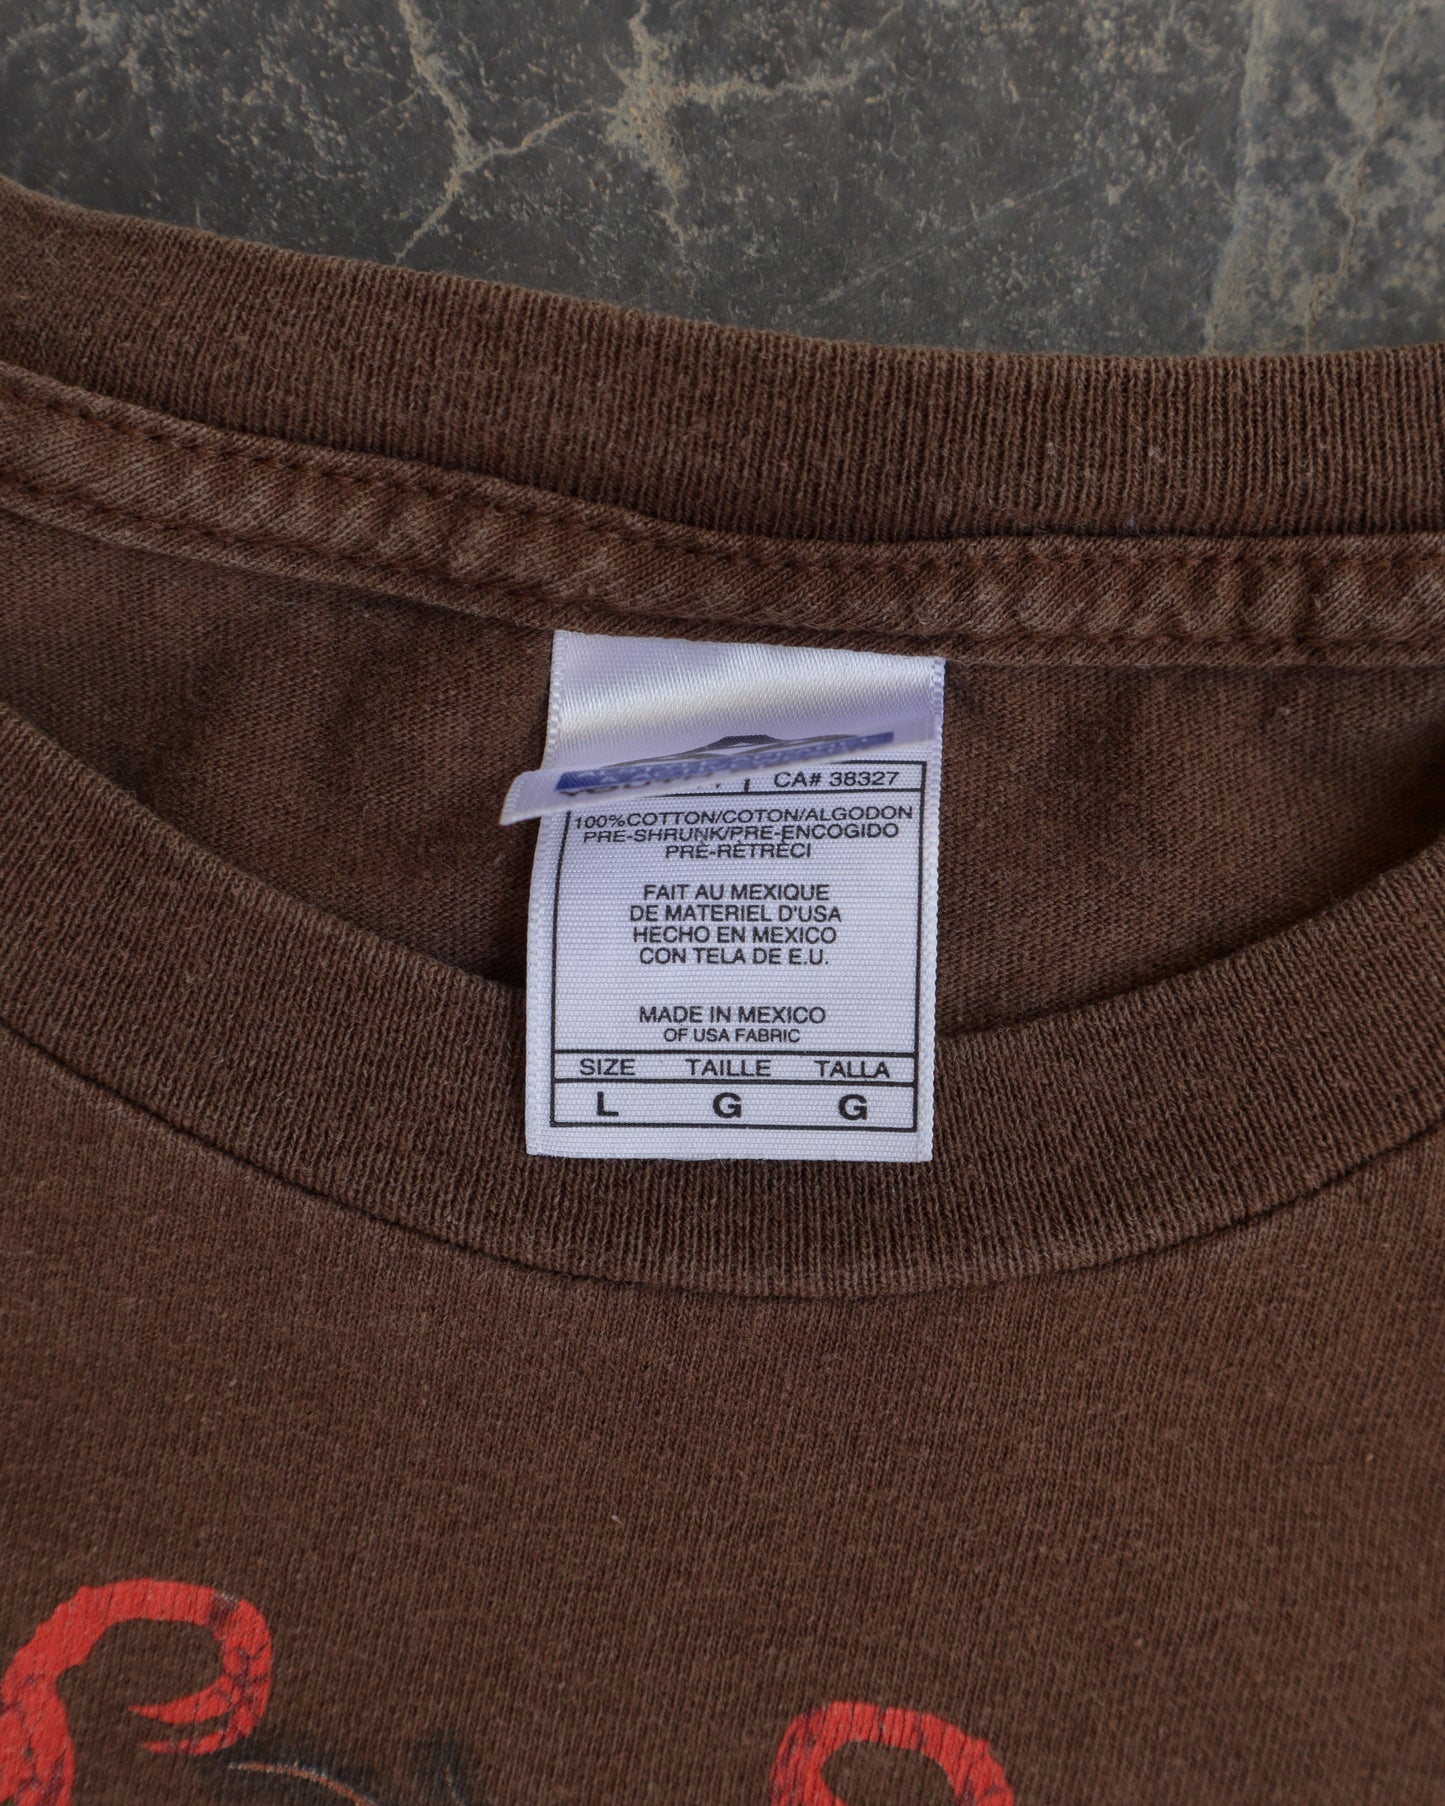 CA# 38327
100%COTTON/COTON/ALGODON
PRE-SHRUNK/PRE-ENCOGIDO
PRÉ-RÉTRÉCI
FAIT AU MEXIQUE
DE MATERIEL D'USA
HECHO EN MEXICO
CON TELA DE E.U.
MADE IN MEXICO
OF USA FABRIC
SIZE TAILLE TALLA
L G G